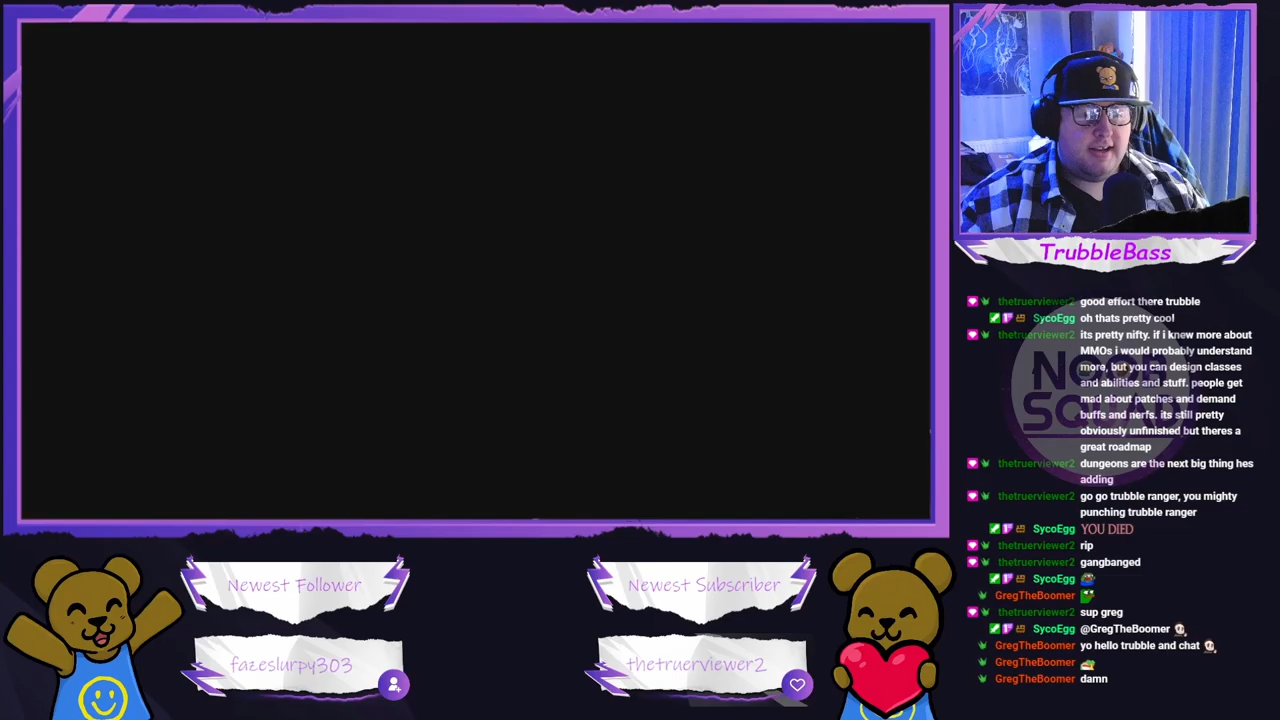 TrubbleBass
thetruerviewer2 good effort there trubble
SycoEgg oh thats pretty cool
thetruerviewer2 its pretty nifty. if i knew more about
MMOs i would probably understand
more, but you can design classes
and abilities and stuff. people get
mad about patches and demand
buffs and nerfs. its still pretty
obviously unfinished but theres a
great roadmap
thetruerviewer2 dungeons are the next big thing hes
adding
thetruerviewer2 go go trubble ranger, you mighty
punching trubble ranger
SycoEgg YOU DIED
thetruerviewer2 rip
thetruerviewer2 gangbanged
SycoEgg
GregTheBoomer
thetruerviewer2 sup greg
SycoEgg @GregTheBoomer
GregTheBoomer yo hello trubble and chat
GregTheBoomer
GregTheBoomer damn
NOOB
SQUAD
Newest Follower
fazeslurpy303
Newest Subscriber
thetruerviewer2